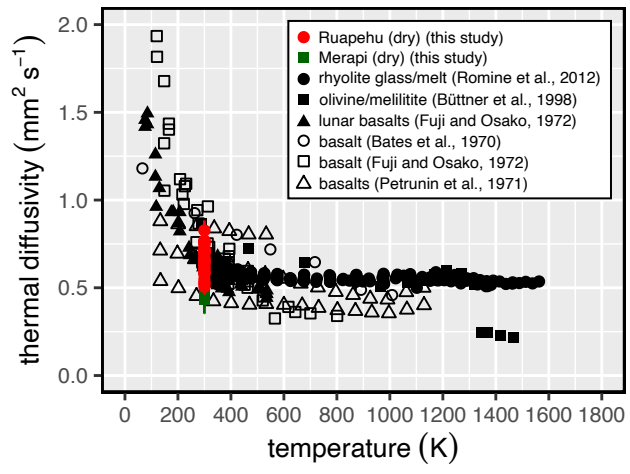 2.0
1.5
1.0
0.5
0.0
thermal diffusivity (mm² s⁻¹)
Ruapehu (dry) (this study)
Merapi (dry) (this study)
rhyolite glass/melt (Romine et al., 2012)
olivine/melilitite (Büttner et al., 1998)
lunar basalts (Fuji and Osako, 1972)
basalt (Bates et al., 1970)
basalt (Fuji and Osako, 1972)
basalts (Petrunin et al., 1971)
0 200 400 600 800 1000 1200 1400 1600 1800
temperature (K)